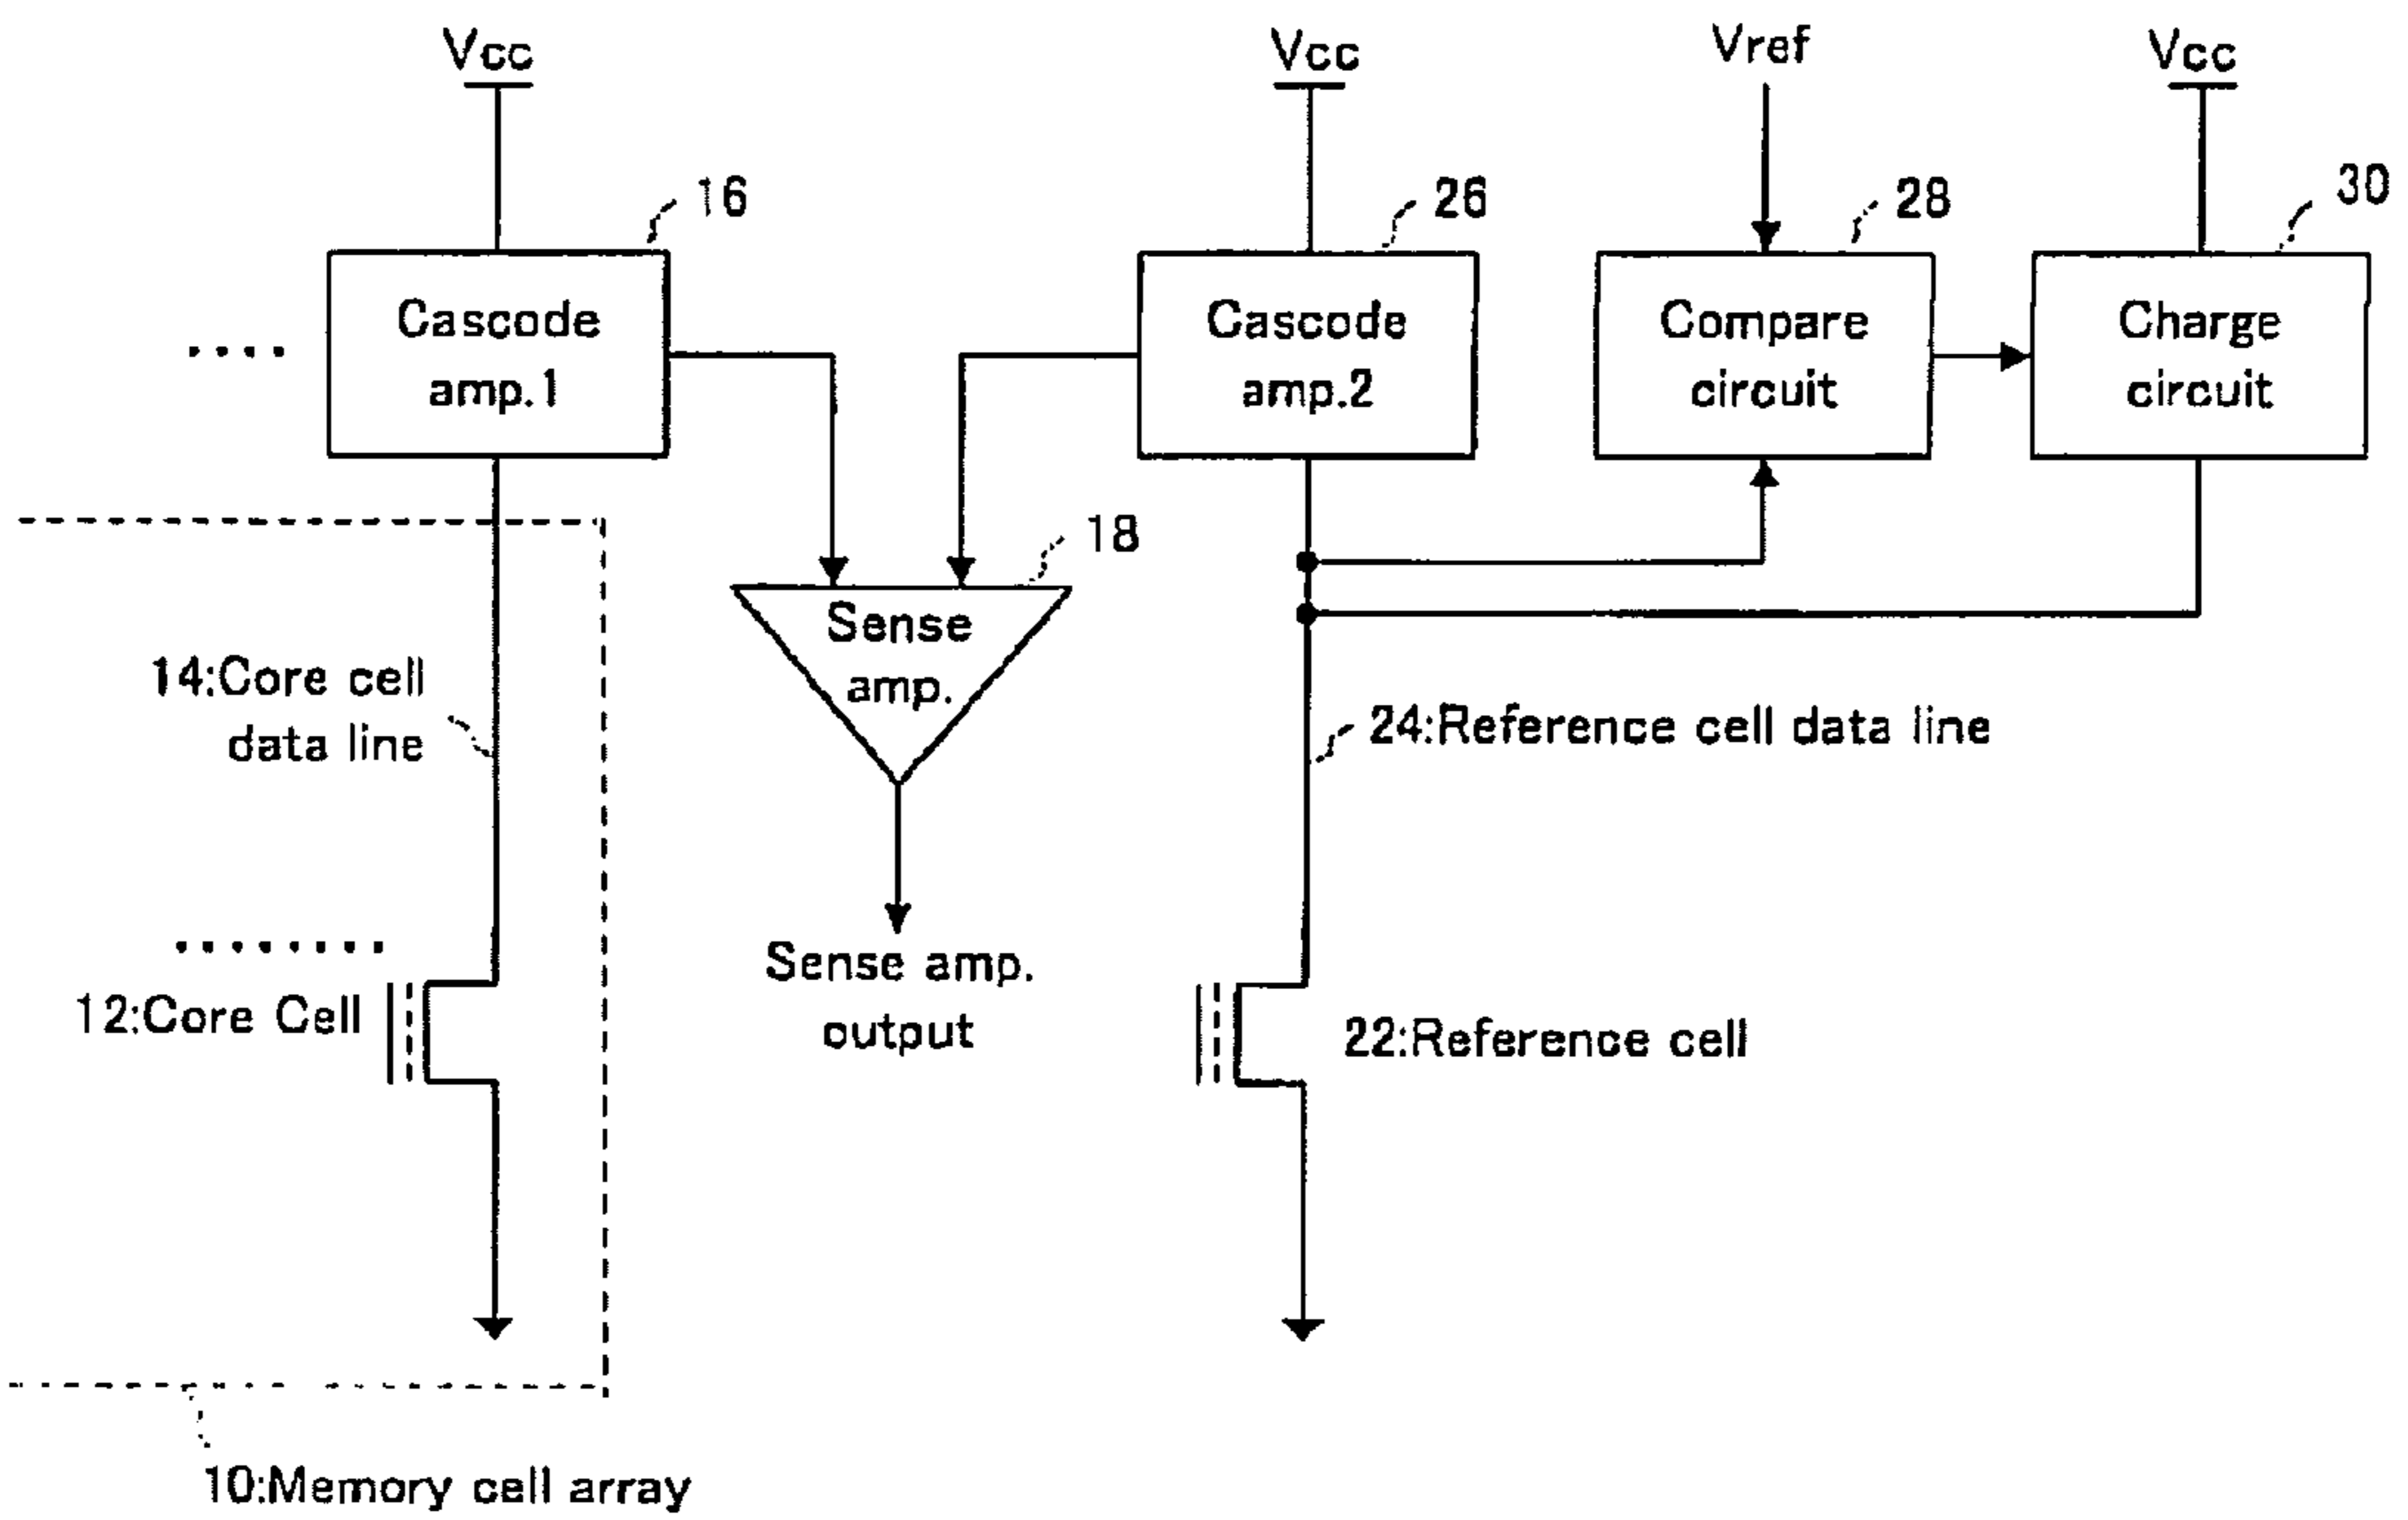 Vcc
Vcc
Vref
Vcc
16
26
28
30
Cascode
amp.1
Cascode
amp.2
Compare
circuit
Charge
circuit
18
Sense
amp.
14:Core cell
data line
24:Reference cell data line
Sense amp.
output
12:Core Cell
22:Reference cell
10:Memory cell array